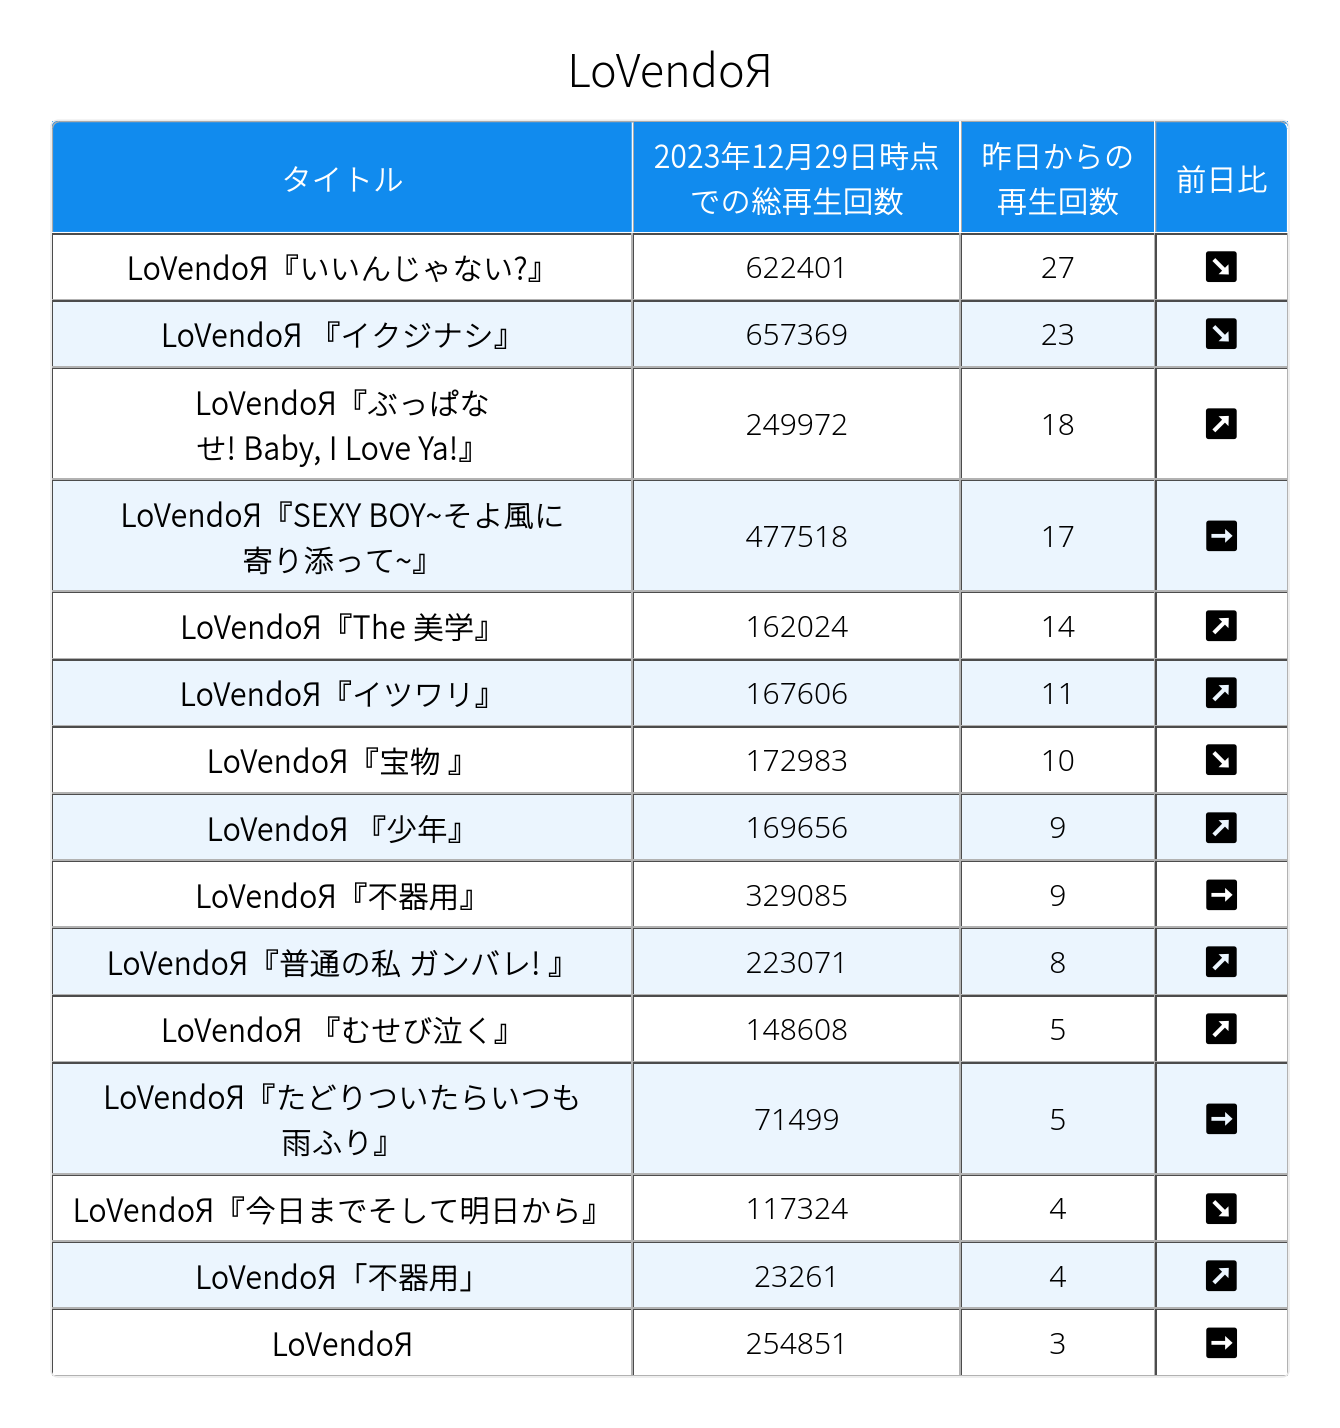 LoVendoЯ
タイトル
2023年12月29日時点
での総再生回数
昨日からの
再生回数
前日比
LoVendoЯ『いいんじゃない?』
622401
27
LoVendoЯ 『イクジナシ』
657369
23
LoVendoЯ『ぶっぱな
せ! Baby, I Love Ya!』
249972
18
LoVendoЯ『SEXY BOY~そよ風に
寄り添って~』
477518
17
LoVendoЯ『The 美学』
162024
14
LoVendoЯ『イツワリ』
167606
11
LoVendoЯ『宝物 』
172983
10
LoVendoЯ 『少年』
169656
9
LoVendoЯ『不器用』
329085
9
LoVendoЯ『普通の私 ガンバレ! 』
223071
8
LoVendoЯ 『むせび泣く』
148608
5
LoVendoЯ『たどりついたらいつも
雨ふり』
71499
5
LoVendoЯ『今日までそして明日から』
117324
4
LoVendoЯ「不器用」
23261
4
LoVendoЯ
254851
3